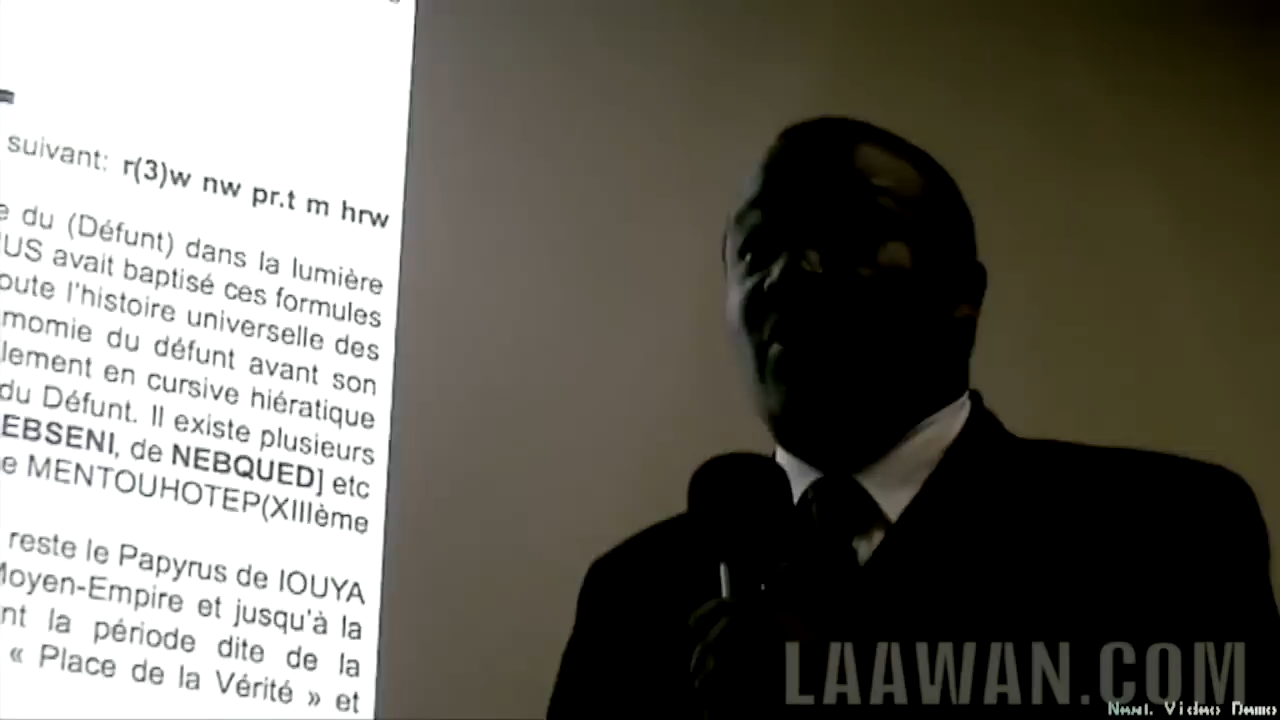 suivant: r(3)w nw pr.t m hrw
du (Défunt) dans la lumière
US avait baptisé ces formules
oute l'histoire universelle des
momie du défunt avant son
lement en cursive hiératique
du Défunt. Il existe plusieurs
EBSENI, de NEBQUED] etc
e MENTOUHOTEP(XIIIème
reste le Papyrus de IOUYA
Moyen-Empire et jusqu'à la
nt la période dite de la
« Place de la Vérité » et
LAAWAN.COM